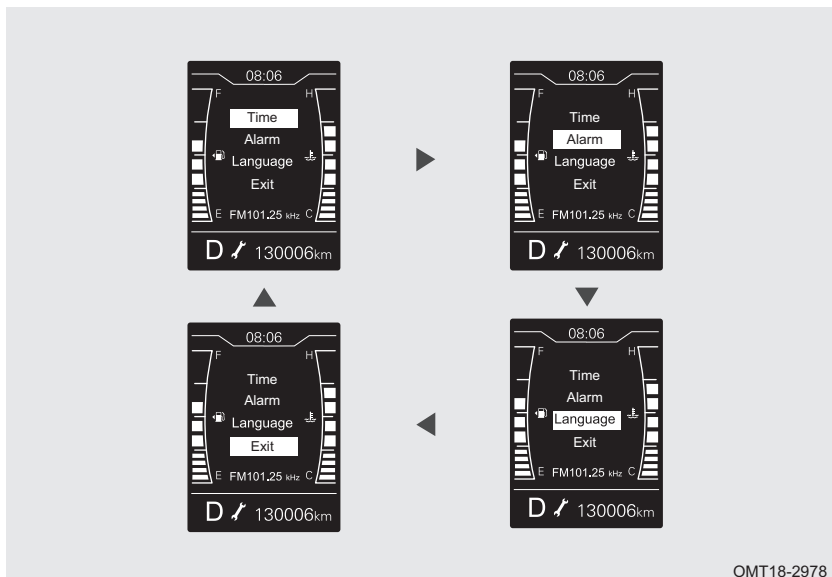 08:06
F H
Time
Alarm
Language
Exit
E FM101.25 kHz C
D 130006km
08:06
F H
Time
Alarm
Language
Exit
E FM101.25 kHz C
D 130006km
08:06
F H
Time
Alarm
Language
Exit
E FM101.25 kHz C
D 130006km
08:06
F H
Time
Alarm
Language
Exit
E FM101.25 kHz C
D 130006km
OMT18-2978